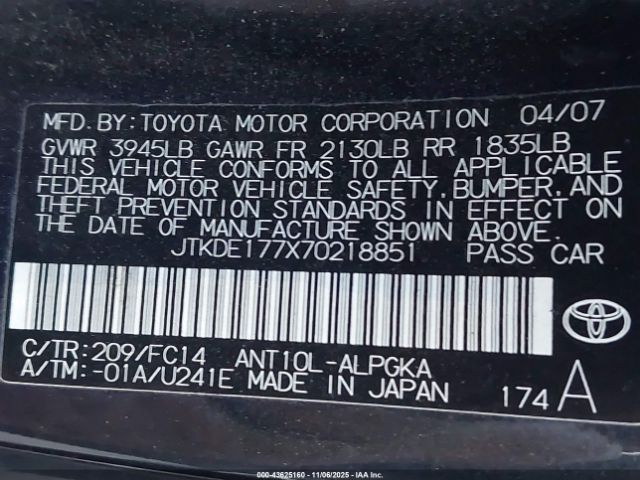 MFD. BY: TOYOTA MOTOR CORPORATION 04/07
GVWR 3945LB GAWR FR 2130LB RR 1835LB
THIS VEHICLE CONFORMS TO ALL APPLICABLE
FEDERAL MOTOR VEHICLE SAFETY, BUMPER, AND
THEFT PREVENTION STANDARDS IN EFFECT ON
THE DATE OF MANUFACTURE SHOWN ABOVE.
JTKDE177X70218851 PASS CAR
C/TR: 209/FC14 ANT10L-ALPGKA
A/TM: -01A/U241E MADE IN JAPAN
174 A
000-43625160 - 11/06/2025 - IAA Inc.